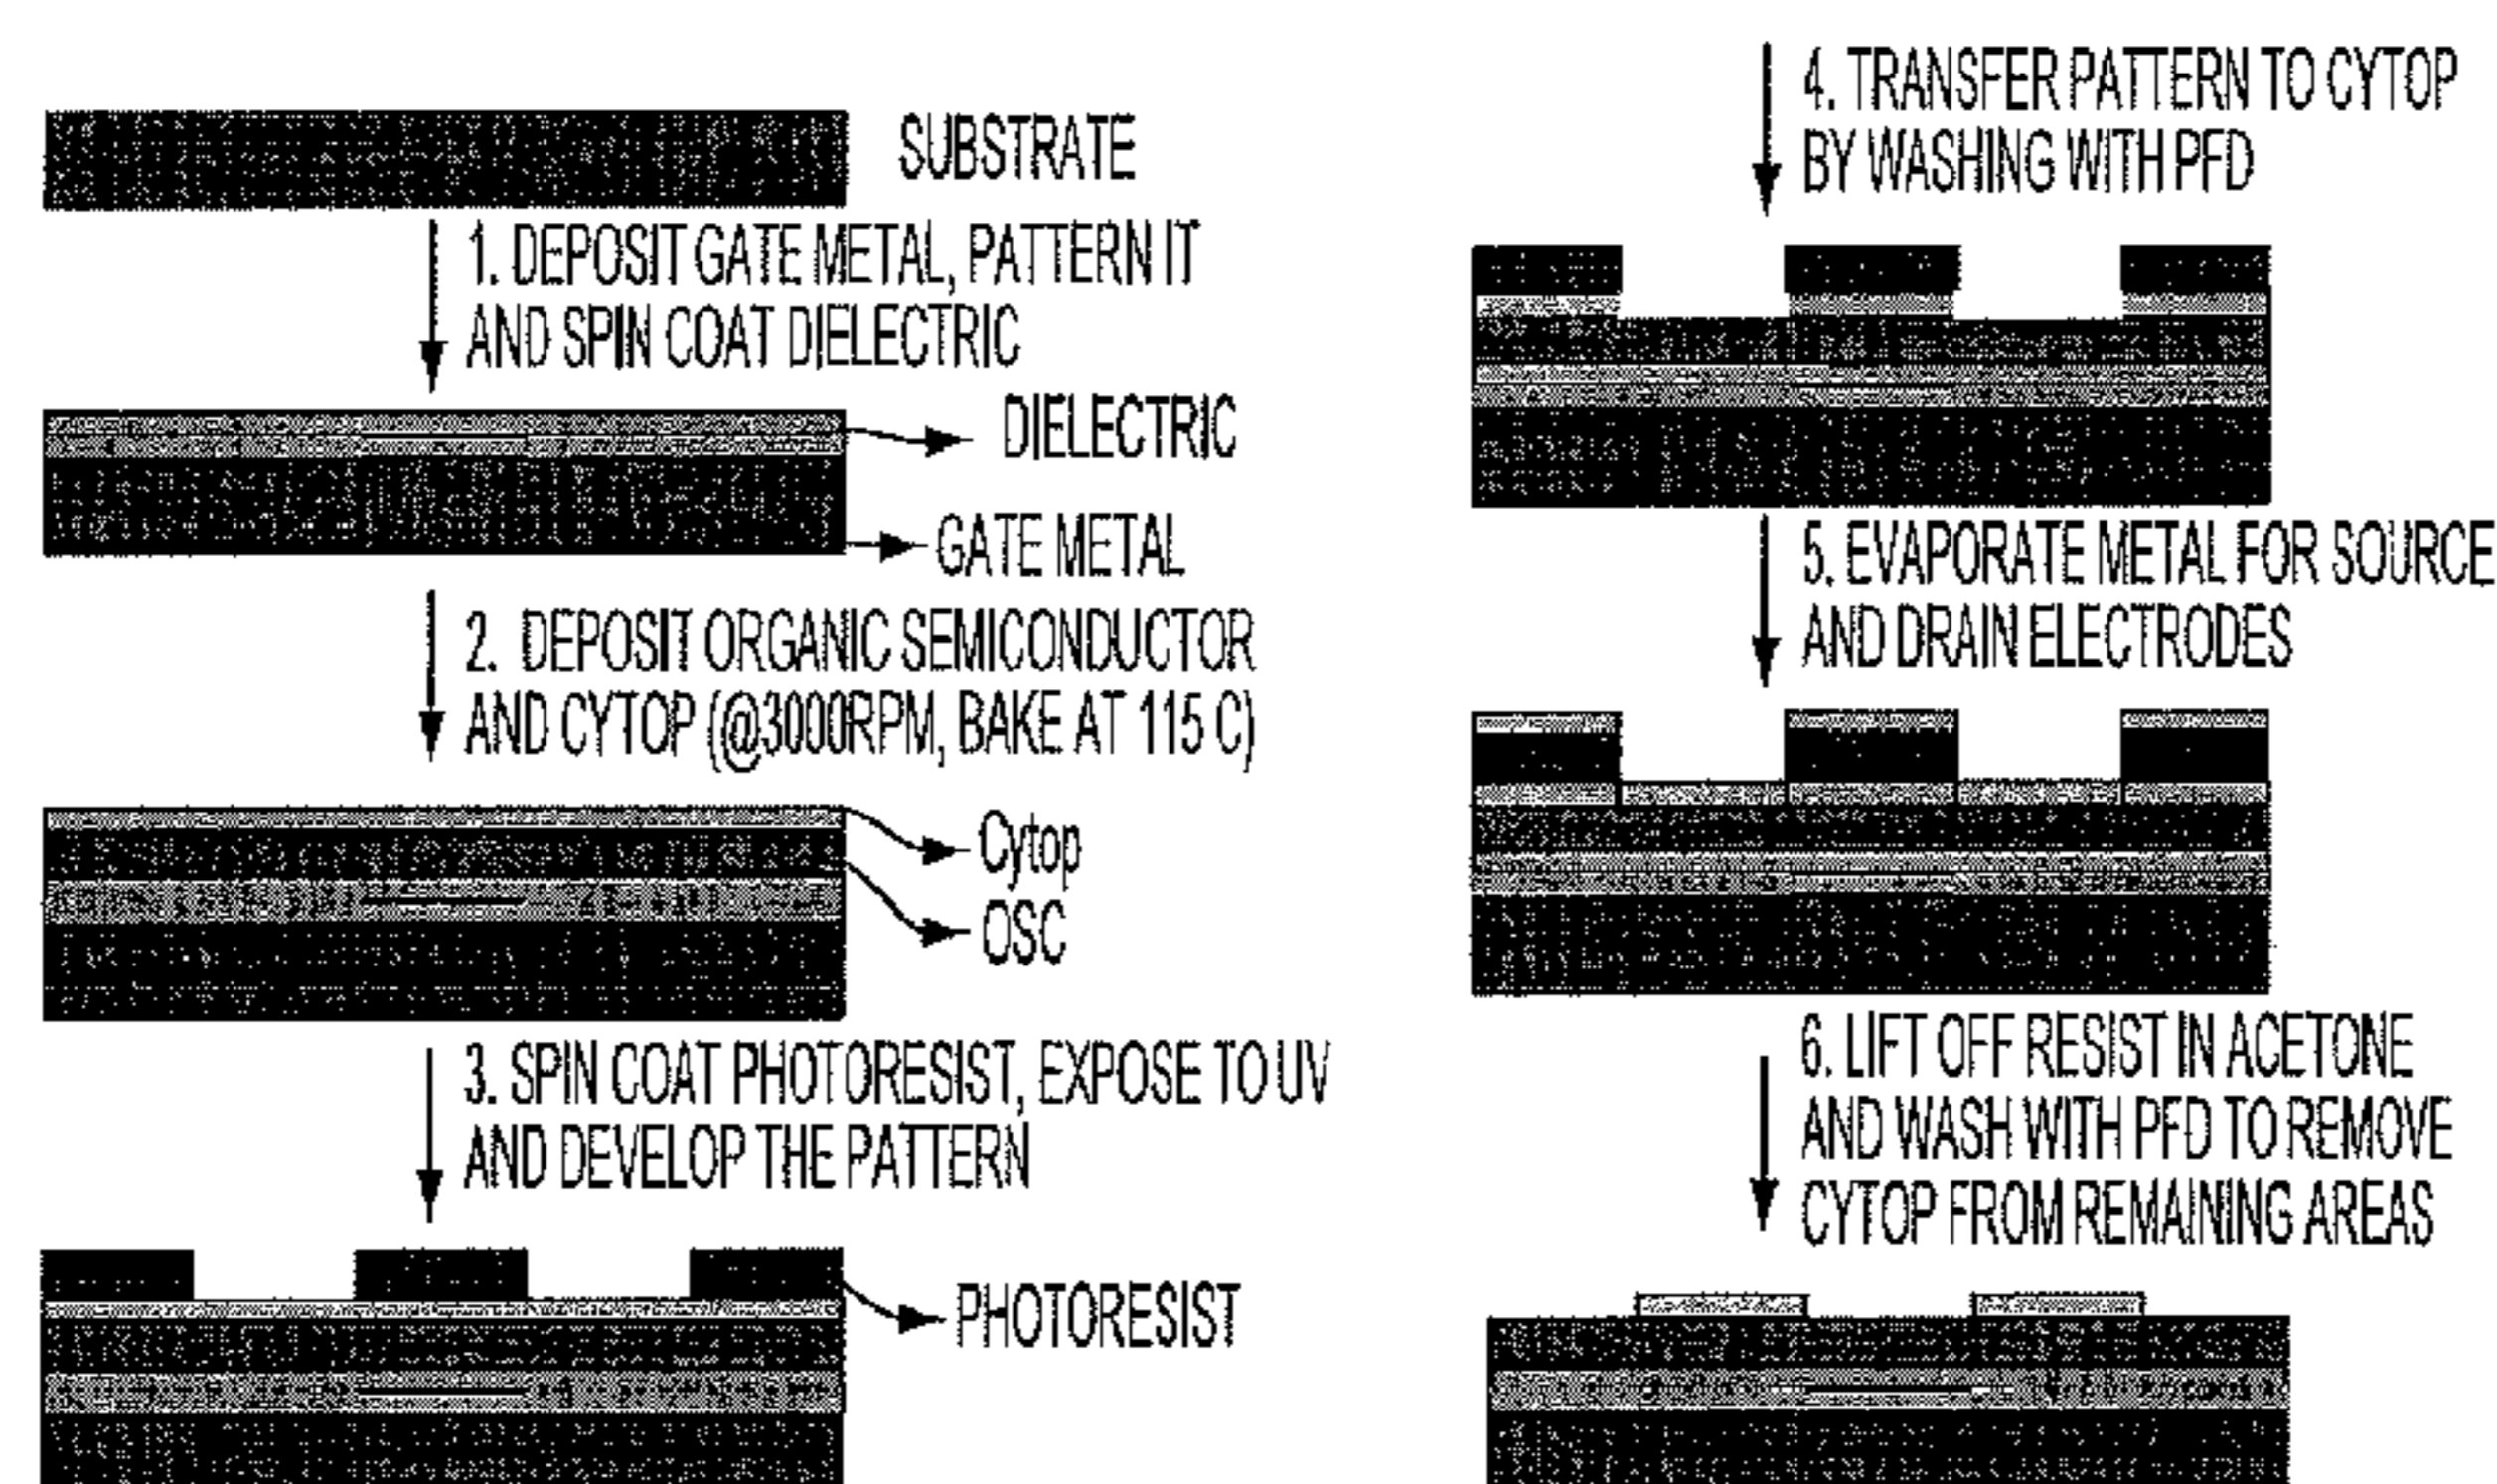 SUBSTRATE
1. DEPOSIT GATE METAL, PATTERN IT
AND SPIN COAT DIELECTRIC
DIELECTRIC
GATE METAL
2. DEPOSIT ORGANIC SEMICONDUCTOR
AND CYTOP (@3000RPM, BAKE AT 115 C)
Cytop
OSC
3. SPIN COAT PHOTORESIST, EXPOSE TO UV
AND DEVELOP THE PATTERN
PHOTORESIST
4. TRANSFER PATTERN TO CYTOP
BY WASHING WITH PFD
5. EVAPORATE METAL FOR SOURCE
AND DRAIN ELECTRODES
6. LIFT OFF RESIST IN ACETONE
AND WASH WITH PFD TO REMOVE
CYTOP FROM REMAINING AREAS